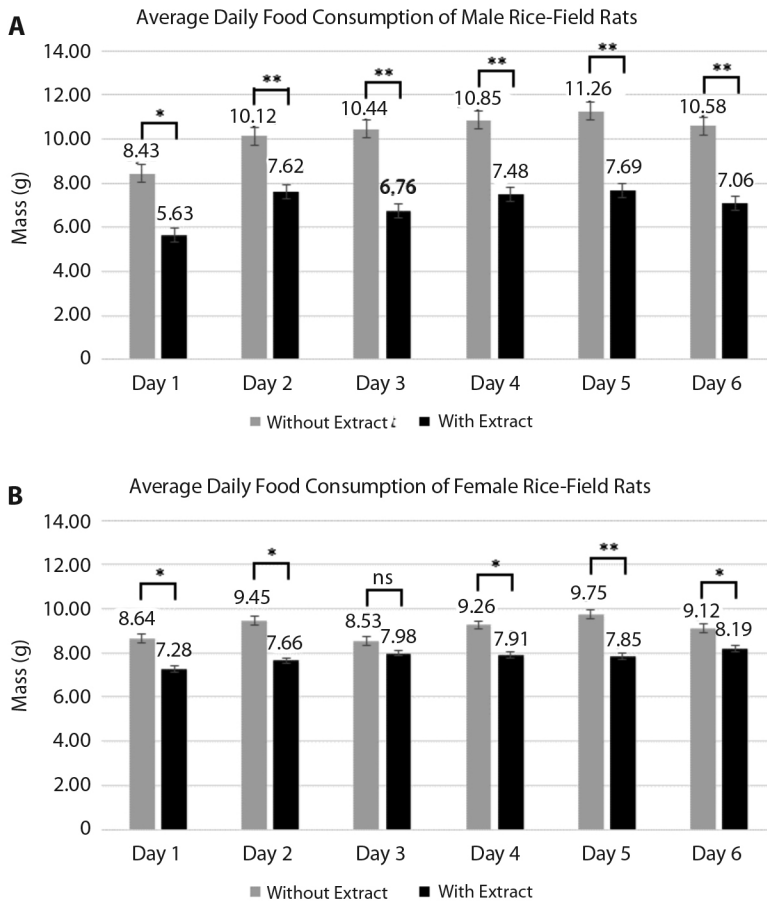 A
Average Daily Food Consumption of Male Rice-Field Rats
14.00
12.00
10.00
8.00
6.00
4.00
2.00
0
Mass (g)
* ** ** ** ** **
8.43 10.12 10.44 10.85 11.26 10.58
5.63 7.62 6,76 7.48 7.69 7.06
Day 1 Day 2 Day 3 Day 4 Day 5 Day 6
Without Extract With Extract
B
Average Daily Food Consumption of Female Rice-Field Rats
14.00
12.00
10.00
8.00
6.00
4.00
2.00
0
Mass (g)
* * ns * ** *
8.64 9.45 8.53 9.26 9.75 9.12
7.28 7.66 7.98 7.91 7.85 8.19
Day 1 Day 2 Day 3 Day 4 Day 5 Day 6
Without Extract With Extract